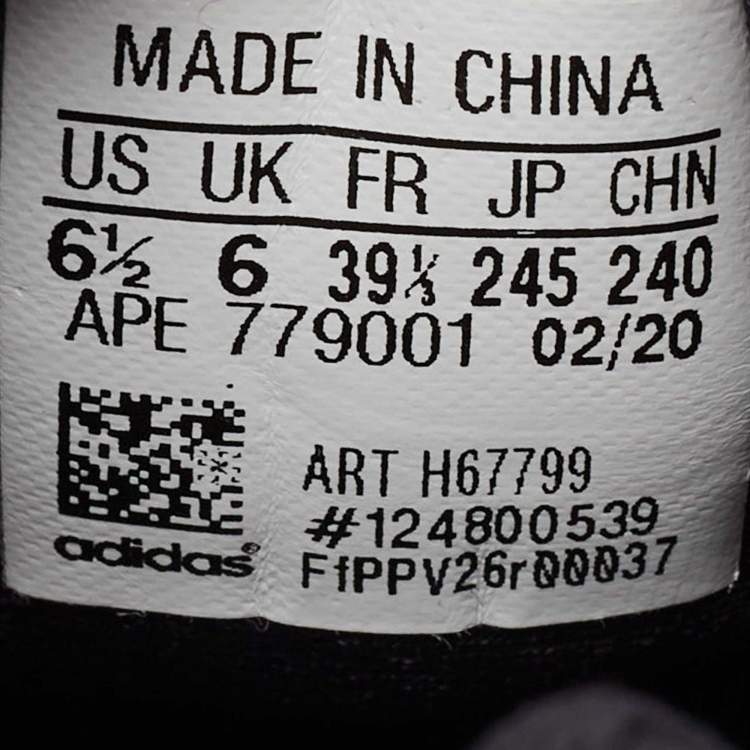 MADE IN CHINA
US UK FR JP CHN
6½ 6 39⅓ 245 240
APE 779001 02/20
ART H67799
#124800539
adidas®
FfPPV26r00037